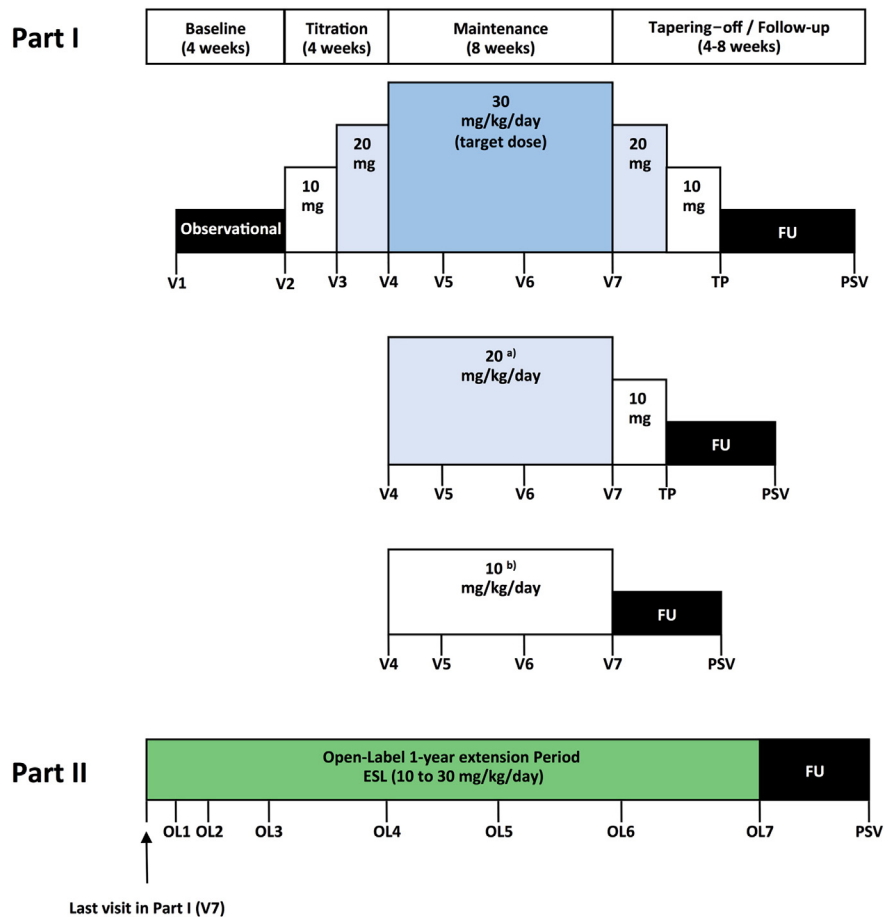 Part I
Baseline
(4 weeks)
Titration
(4 weeks)
Maintenance
(8 weeks)
Tapering–off / Follow-up
(4-8 weeks)
30
mg/kg/day
(target dose)
20
mg
20
mg
10
mg
10
mg
Observational
FU
V1
V2
V3
V4
V5
V6
V7
TP
PSV
20 a)
mg/kg/day
10
mg
FU
V4
V5
V6
V7
TP
PSV
10 b)
mg/kg/day
FU
V4
V5
V6
V7
PSV
Part II
Open-Label 1-year extension Period
ESL (10 to 30 mg/kg/day)
FU
OL1
OL2
OL3
OL4
OL5
OL6
OL7
PSV
Last visit in Part I (V7)